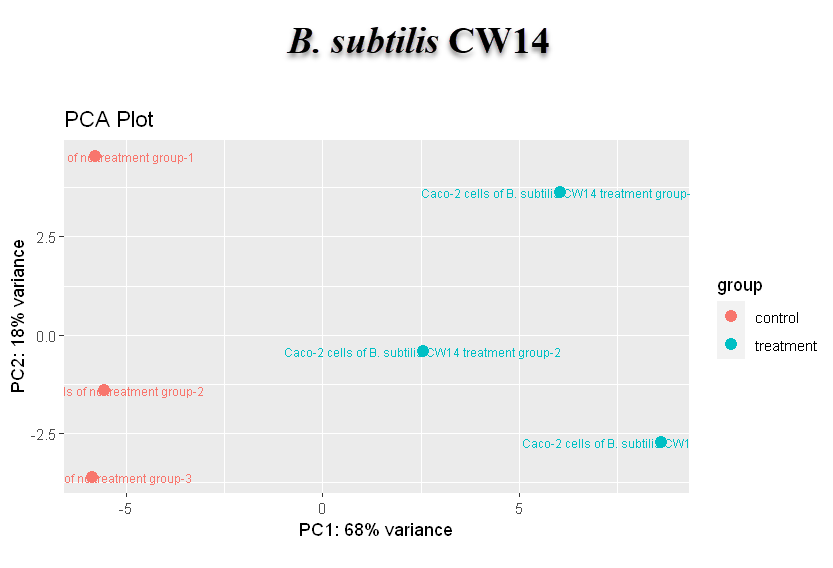 B. subtilis CW14
PCA Plot
of no treatment group-1
Caco-2 cells of B. subtilis CW14 treatment group-
2.5
Caco-2 cells of B. subtilis CW14 treatment group-2
0.0
ls of no treatment group-2
-2.5
Caco-2 cells of B. subtilis CW1
of no treatment group-3
-5
0
5
PC1: 68% variance
PC2: 18% variance
group
control
treatment